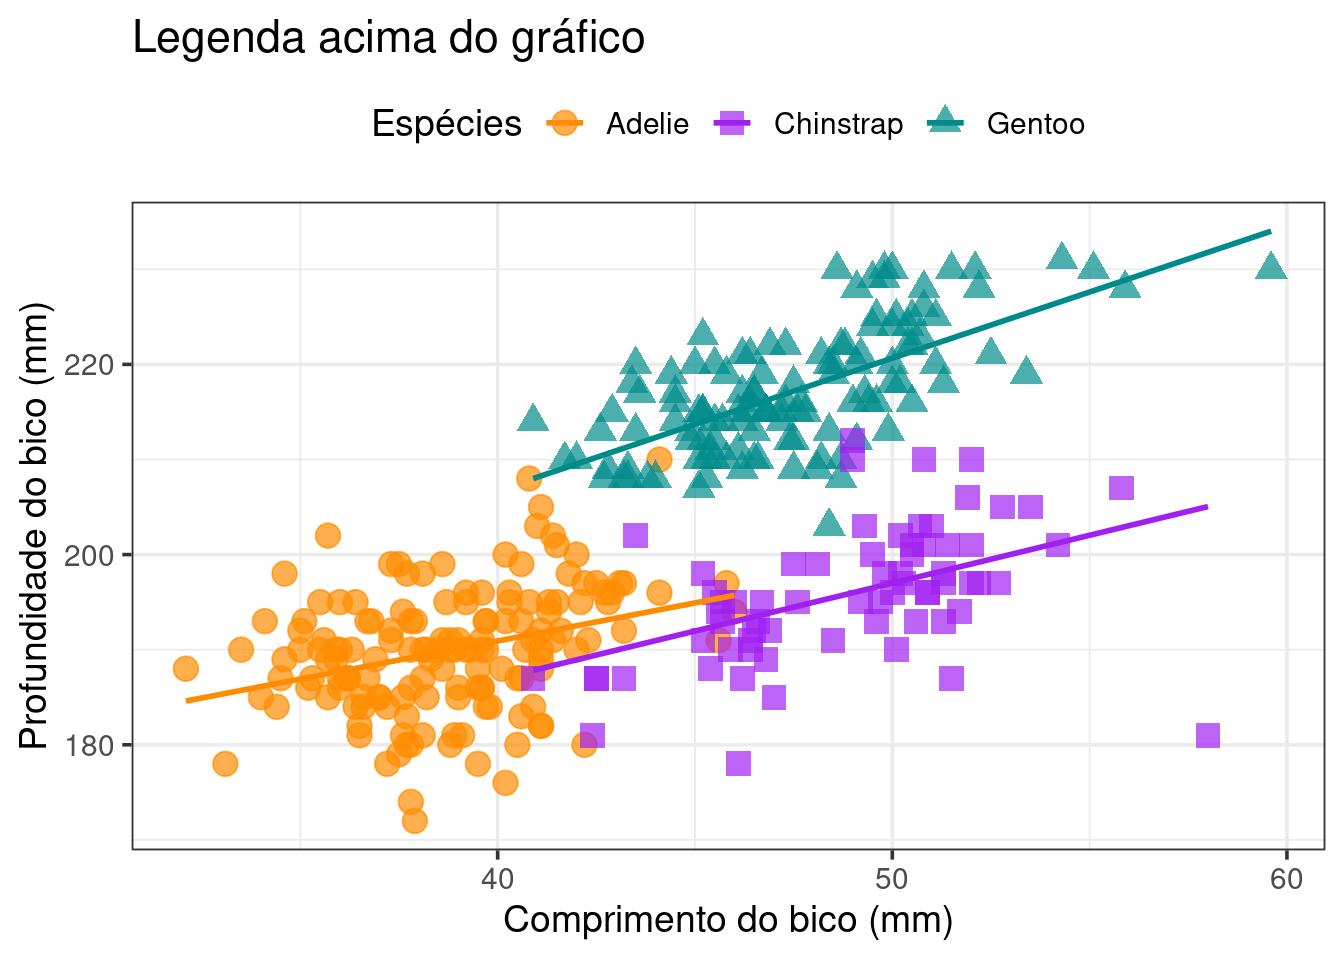 Legenda acima do gráfico
Espécies Adelie Chinstrap Gentoo
Profundidade do bico (mm)
220
200
180
40 50 60
Comprimento do bico (mm)